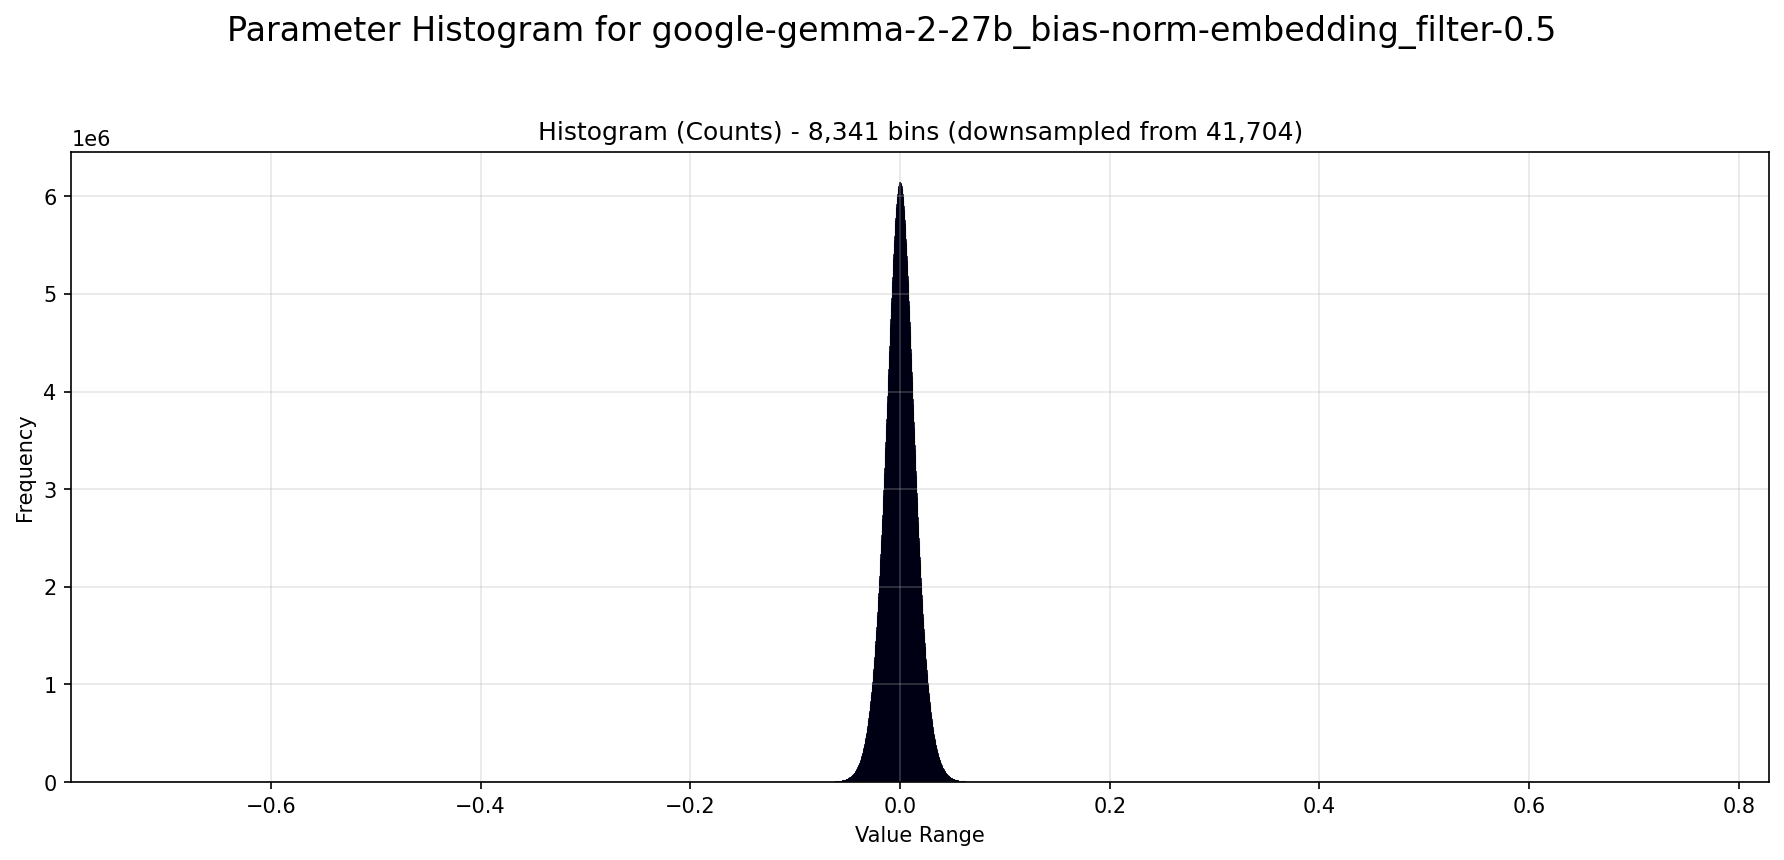 Parameter Histogram for google-gemma-2-27b_bias-norm-embedding_filter-0.5
Histogram (Counts) - 8,341 bins (downsampled from 41,704)
1e6
6
5
4
3
2
1
0
Frequency
−0.6 −0.4 −0.2 0.0 0.2 0.4 0.6 0.8
Value Range